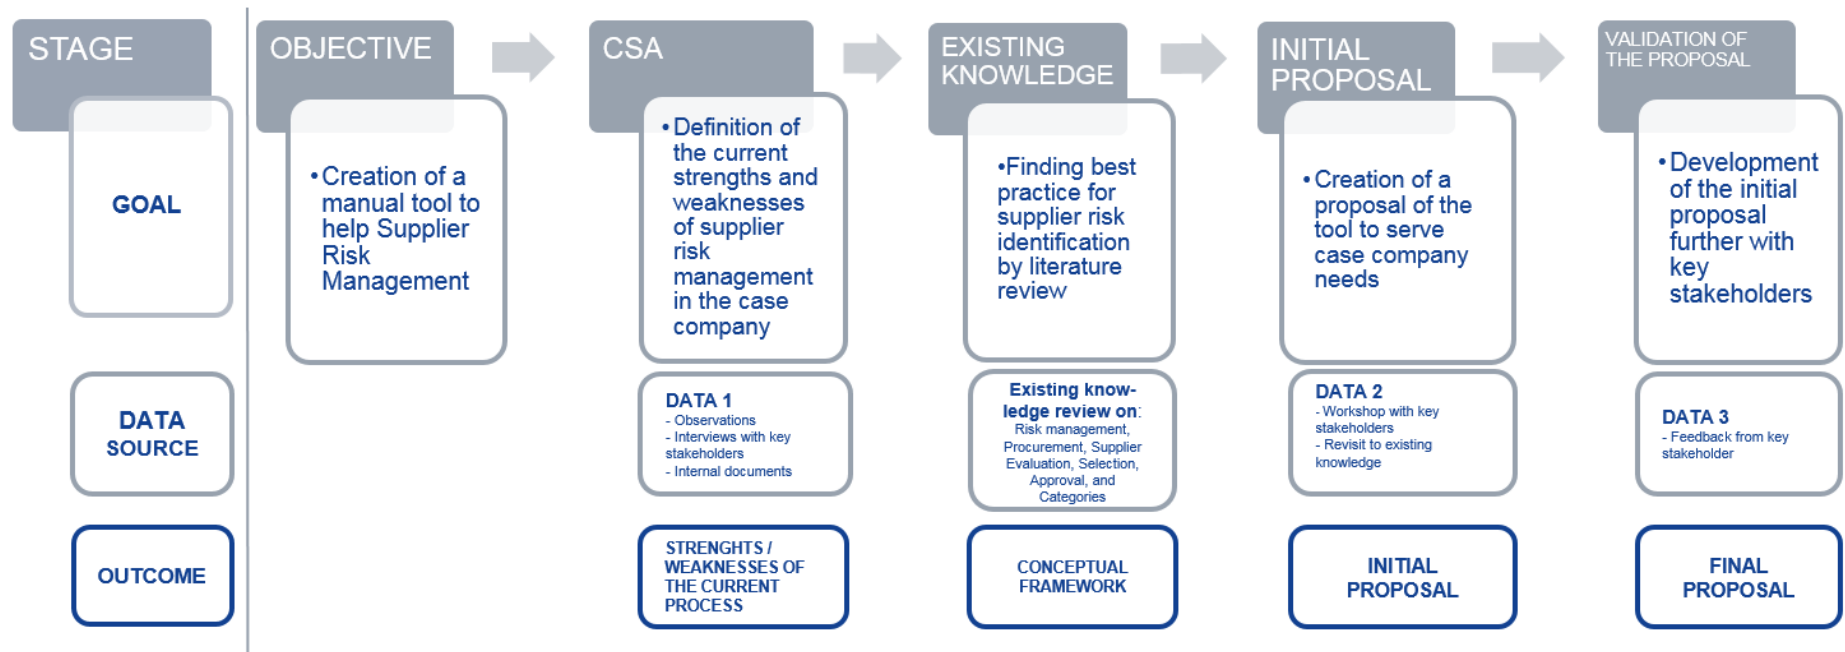 STAGE
GOAL
DATA
SOURCE
OUTCOME
OBJECTIVE
•Creation of a
manual tool to
help Supplier
Risk
Management
CSA
•Definition of
the current
strengths and
weaknesses
of supplier
risk
management
in the case
company
DATA 1
- Observations
- Interviews with key
stakeholders
- Internal documents
STRENGHTS /
WEAKNESSES OF
THE CURRENT
PROCESS
EXISTING
KNOWLEDGE
•Finding best
practice for
supplier risk
identification
by literature
review
Existing know-
ledge review on:
Risk management,
Procurement, Supplier
Evaluation, Selection,
Approval, and
Categories
CONCEPTUAL
FRAMEWORK
INITIAL
PROPOSAL
•Creation of a
proposal of the
tool to serve
case company
needs
DATA 2
- Workshop with key
stakeholders
- Revisit to existing
knowledge
INITIAL
PROPOSAL
VALIDATION OF
THE PROPOSAL
•Development
of the initial
proposal
further with
key
stakeholders
DATA 3
- Feedback from key
stakeholder
FINAL
PROPOSAL